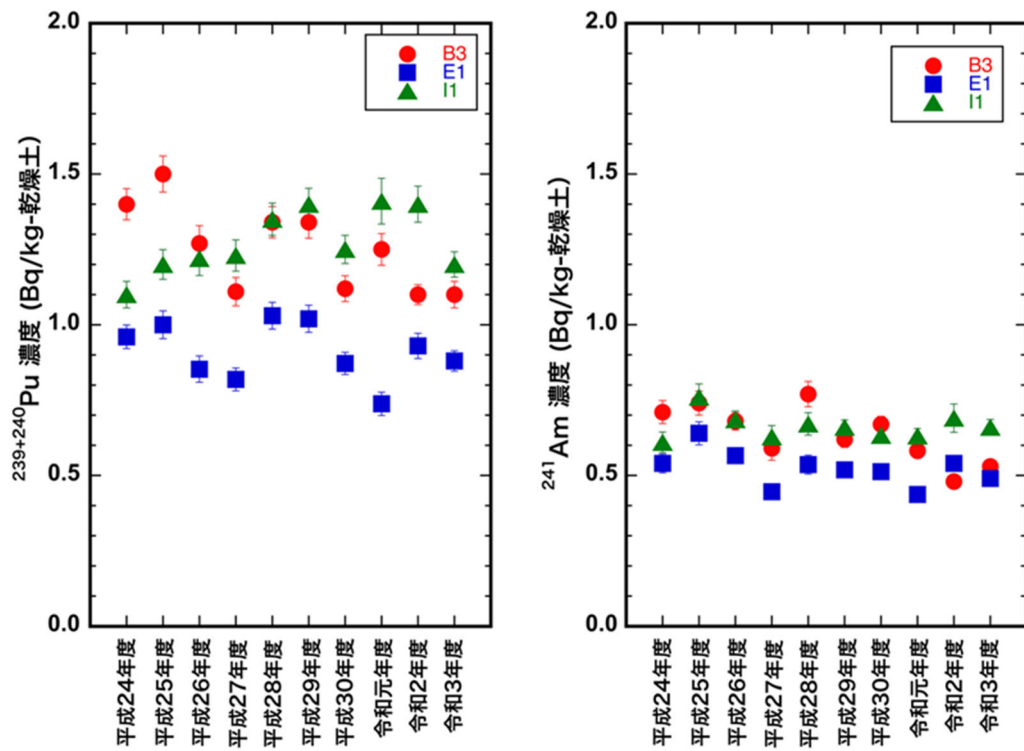 2.0
1.5
1.0
0.5
0.0
239+240Pu 濃度 (Bq/kg-乾燥土)
B3
E1
I1
平成24年度
平成25年度
平成26年度
平成27年度
平成28年度
平成29年度
平成30年度
令和元年度
令和2年度
令和3年度
2.0
1.5
1.0
0.5
0.0
241Am 濃度 (Bq/kg-乾燥土)
B3
E1
I1
平成24年度
平成25年度
平成26年度
平成27年度
平成28年度
平成29年度
平成30年度
令和元年度
令和2年度
令和3年度